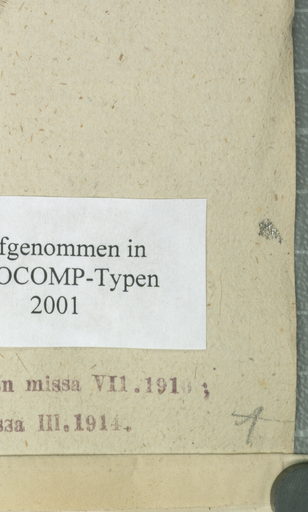 fgenommen in
OCOMP-Typen
2001
n missa VII.191 ;
ssa III.1914.